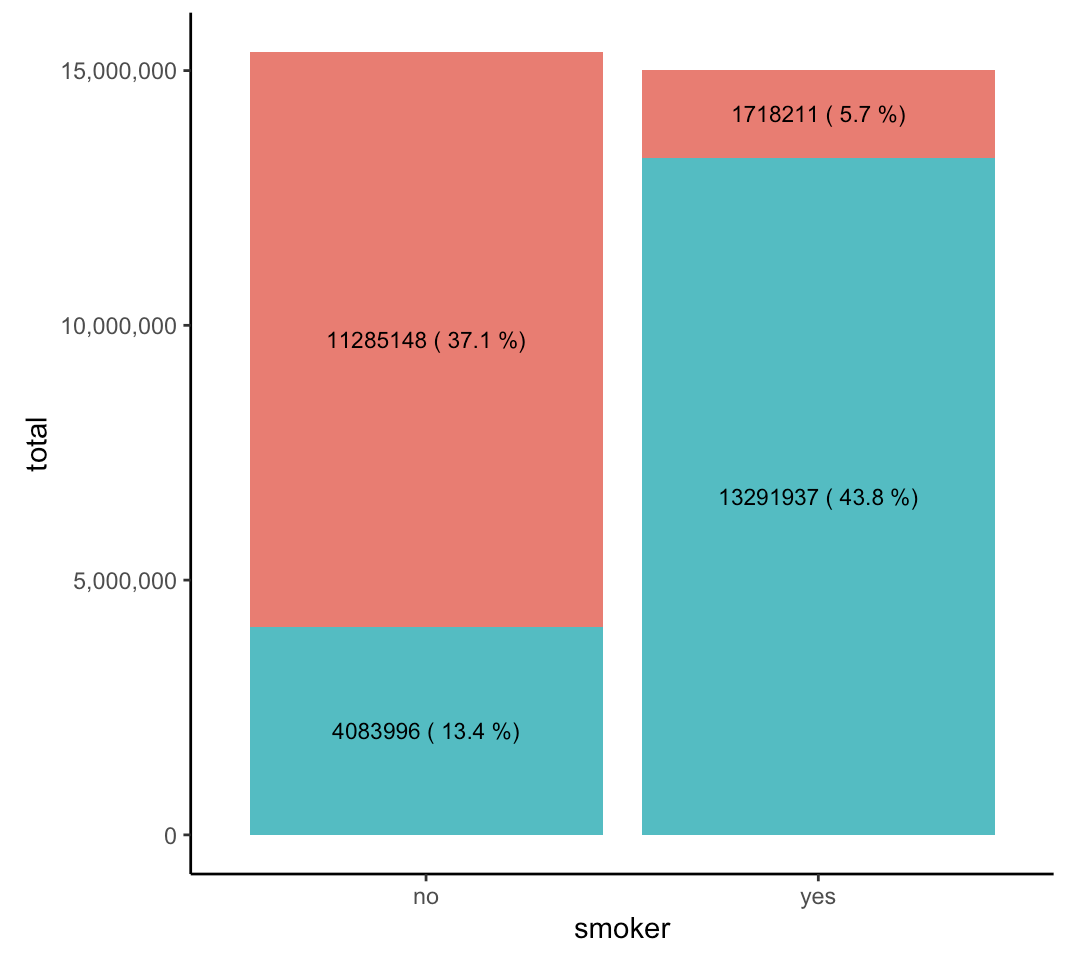 15,000,000
1718211 ( 5.7 %)
10,000,000
11285148 ( 37.1 %)
total
13291937 ( 43.8 %)
5,000,000
4083996 ( 13.4 %)
0
no
yes
smoker